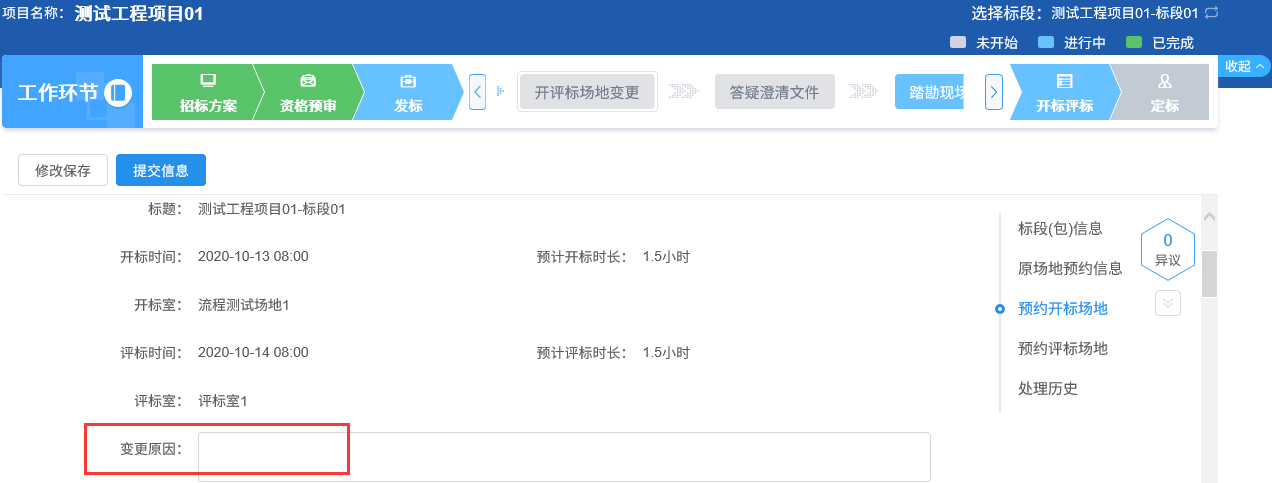 项目名称： 测试工程项目01
选择标段：测试工程项目01-标段01
未开始 进行中 已完成
收起
工作环节
招标方案 资格预审 发标 开评标场地变更 答疑澄清文件 踏勘现场 开标评标 定标
修改保存 提交信息
标题： 测试工程项目01-标段01
开标时间： 2020-10-13 08:00 预计开标时长： 1.5小时
开标室： 流程测试场地1
评标时间： 2020-10-14 08:00 预计评标时长： 1.5小时
评标室： 评标室1
变更原因：
标段(包)信息
原场地预约信息
预约开标场地
预约评标场地
处理历史
0
异议